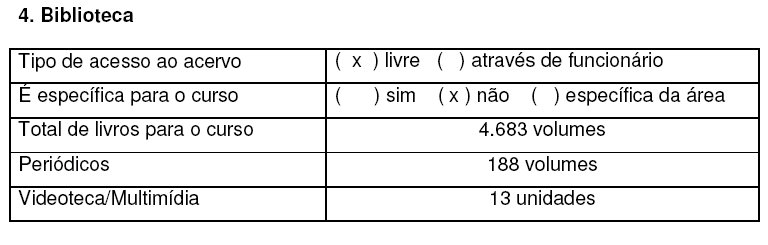 4. Biblioteca
Tipo de acesso ao acervo ( x ) livre ( ) através de funcionário
É específica para o curso ( ) sim ( x ) não ( ) específica da área
Total de livros para o curso 4.683 volumes
Periódicos 188 volumes
Videoteca/Multimídia 13 unidades